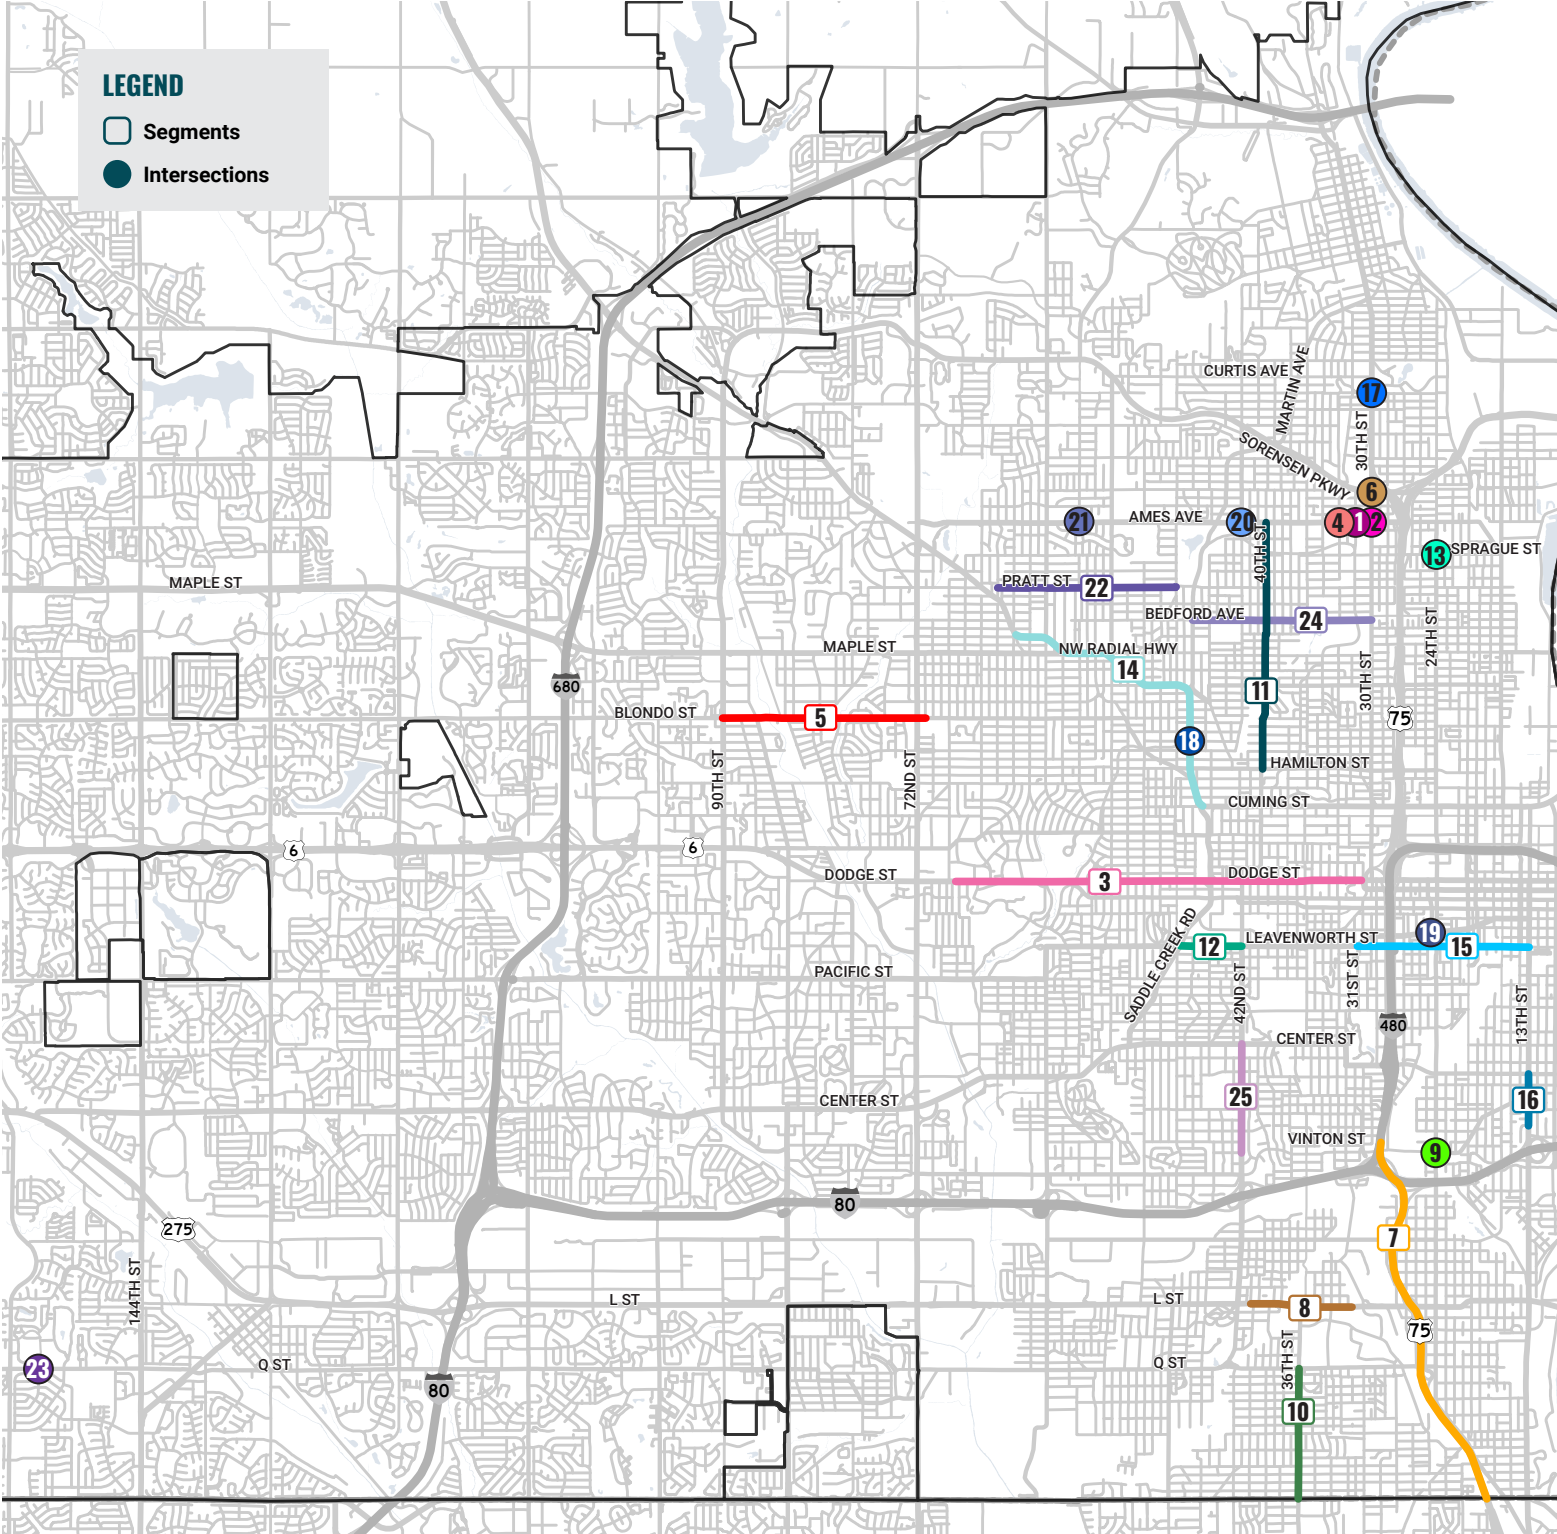 LEGEND
Segments
Intersections
CURTIS AVE
MARTIN AVE
17
30TH ST
SORENSEN PKWY
6
21
AMES AVE
20
4
1
2
40TH ST
13
SPRAGUE ST
MAPLE ST
PRATT ST
22
BEDFORD AVE
24
24TH ST
MAPLE ST
NW RADIAL HWY
14
30TH ST
680
11
BLONDO ST
5
75
18
90TH ST
72ND ST
HAMILTON ST
CUMING ST
6
6
DODGE ST
3
DODGE ST
SADDLE CREEK RD
12
LEAVENWORTH ST
19
15
PACIFIC ST
42ND ST
31ST ST
13TH ST
480
CENTER ST
CENTER ST
25
16
VINTON ST
9
80
275
7
144TH ST
L ST
L ST
8
75
23
Q ST
Q ST
36TH ST
80
10